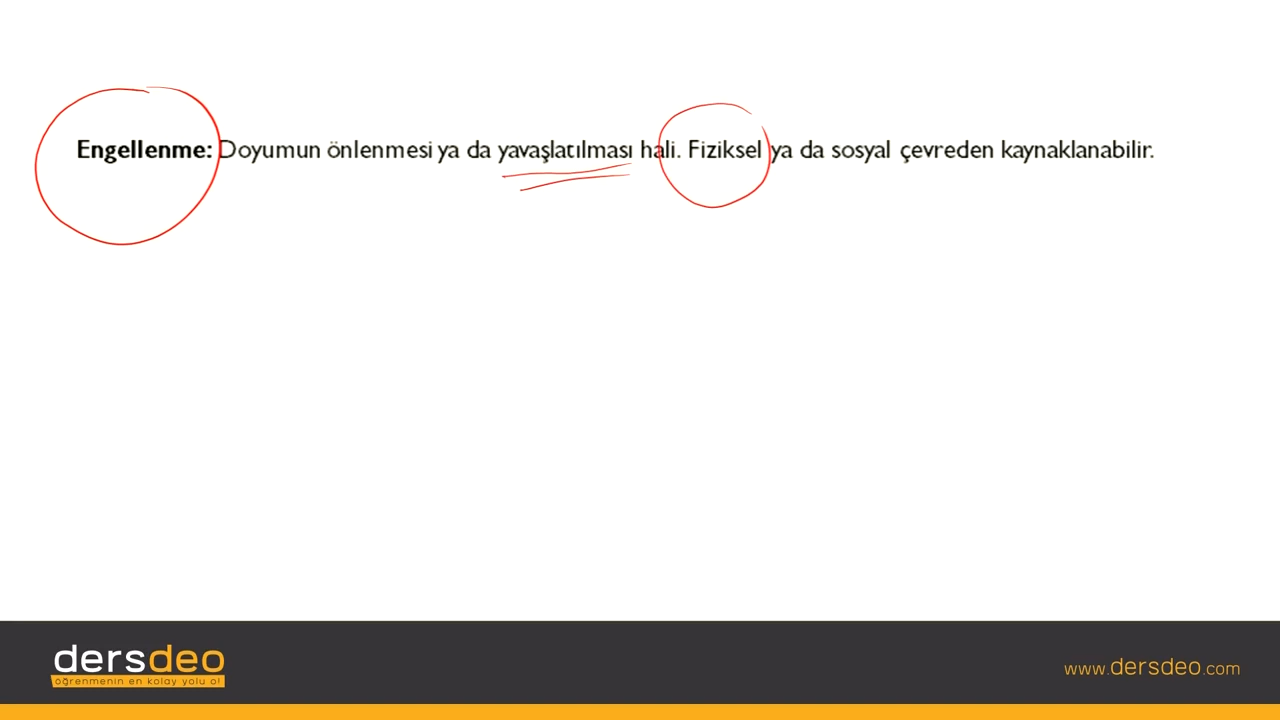 Engellenme: Doyumun önlenmesi ya da yavaşlatılması hali. Fiziksel ya da sosyal çevreden kaynaklanabilir.
dersdeo
öğrenmenin en kolay yolu o!
www.dersdeo.com